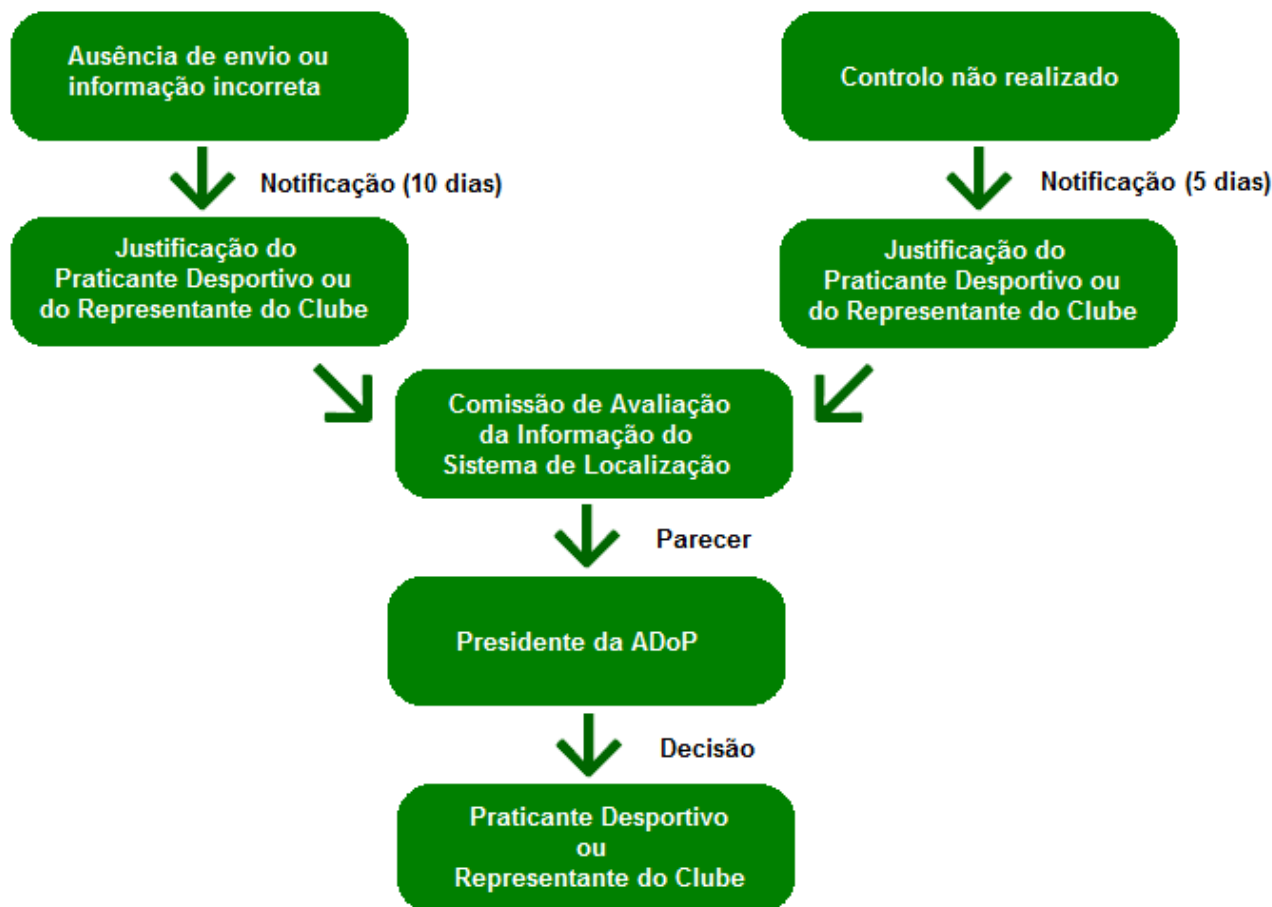 Ausência de envio ou
informação incorreta
Controlo não realizado
Notificação (10 dias)
Notificação (5 dias)
Justificação do
Praticante Desportivo ou
do Representante do Clube
Justificação do
Praticante Desportivo ou
do Representante do Clube
Comissão de Avaliação
da Informação do
Sistema de Localização
Parecer
Presidente da ADoP
Decisão
Praticante Desportivo
ou
Representante do Clube